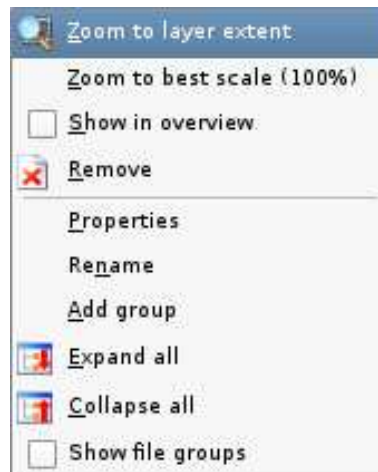 Zoom to layer extent
Zoom to best scale (100%)
Show in overview
Remove
Properties
Rename
Add group
Expand all
Collapse all
Show file groups